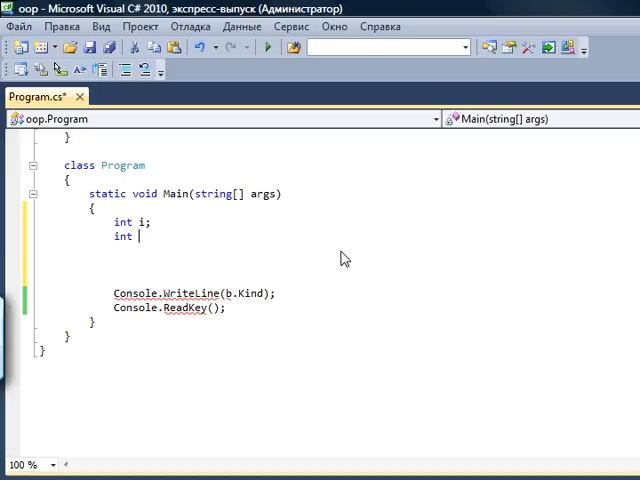 oop - Microsoft Visual C# 2010, экспресс-выпуск (Администратор)
Файл Правка Вид Проект Отладка Данные Сервис Окно Справка
Program.cs* ×
oop.Program Main(string[] args)
}
class Program
{
static void Main(string[] args)
{
int i;
int
Console.WriteLine(b.Kind);
Console.ReadKey();
}
}
}
100 %